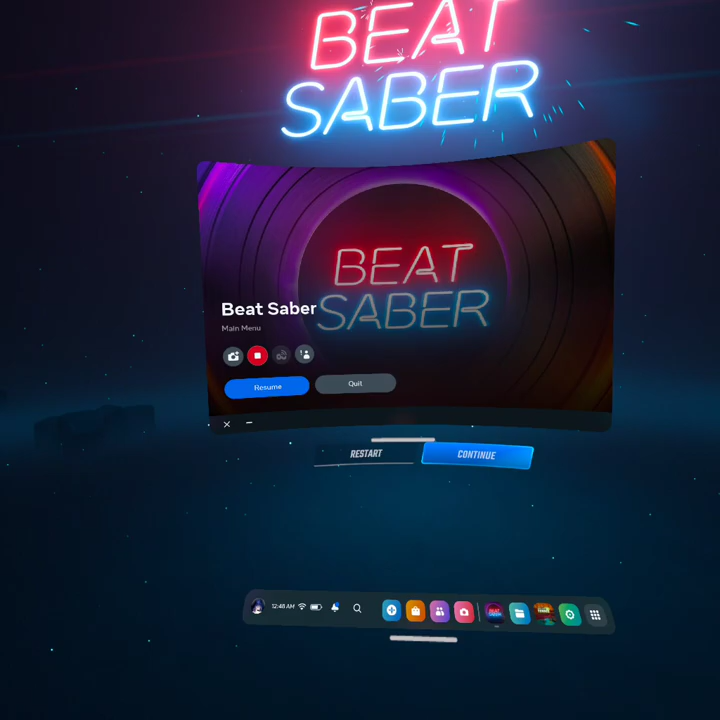 BEAT
SABER
BEAT
SABER
Beat Saber
Main Menu
Resume
Quit
RESTART
CONTINUE
12:48 AM